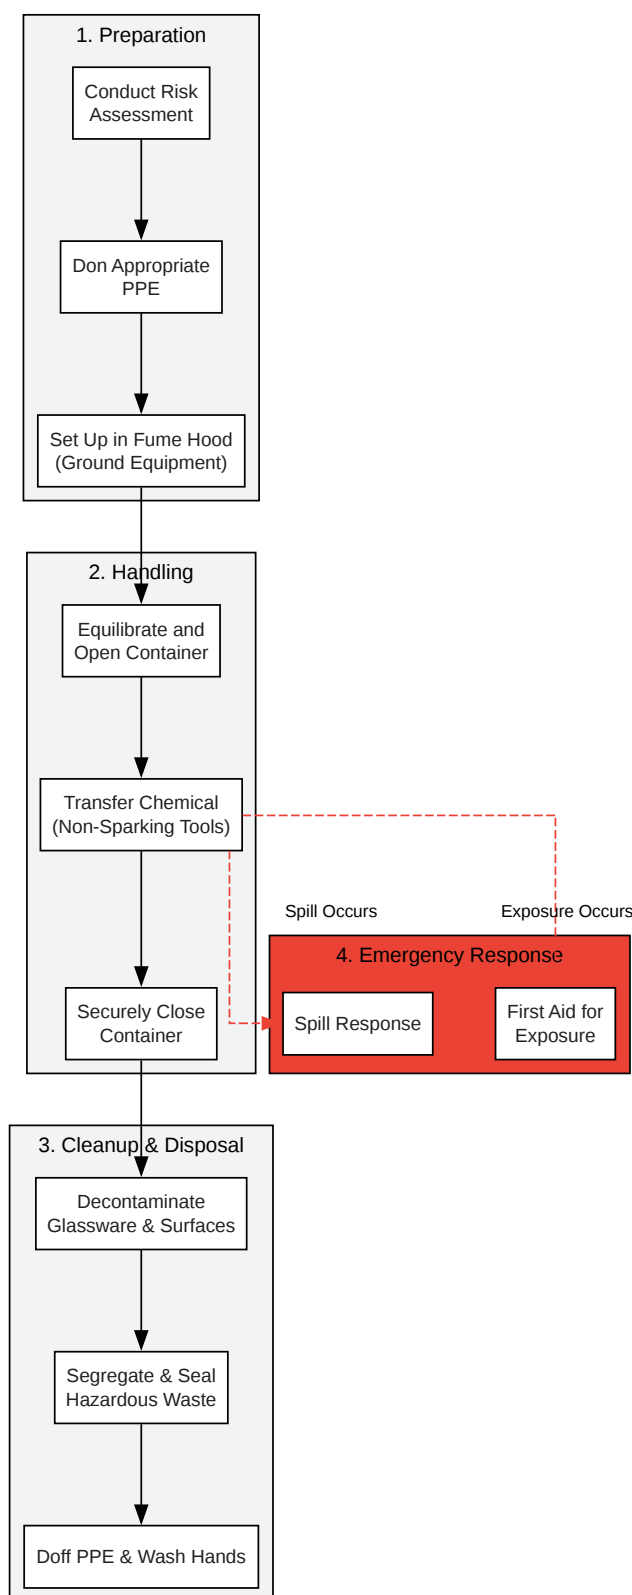 1. Preparation
Conduct Risk
Assessment
Don Appropriate
PPE
Set Up in Fume Hood
(Ground Equipment)
2. Handling
Equilibrate and
Open Container
Transfer Chemical
(Non-Sparking Tools)
Spill Occurs
Exposure Occurs
4. Emergency Response
Securely Close
Container
Spill Response
First Aid for
Exposure
3. Cleanup & Disposal
Decontaminate
Glassware & Surfaces
Segregate & Seal
Hazardous Waste
Doff PPE & Wash Hands